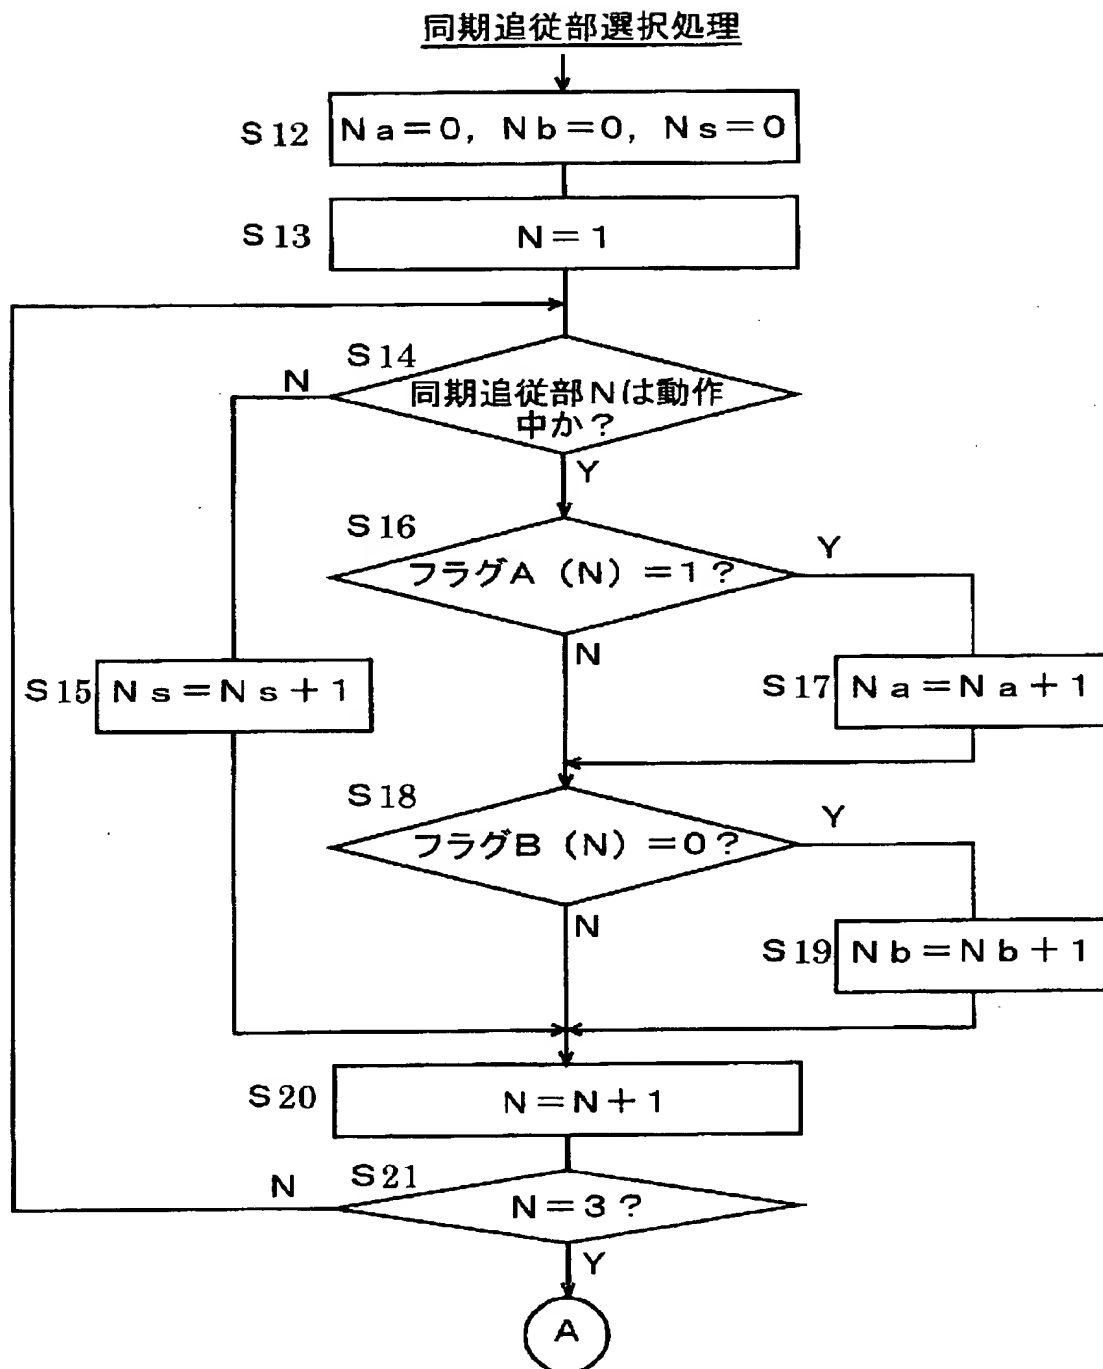 同期追従部選択処理
S12
Na=0, Nb=0, Ns=0
S13
N=1
S14
N
同期追従部Nは動作
中か?
Y
S16
フラグA(N)=1?
Y
N
S15
Ns=Ns+1
S17
Na=Na+1
S18
フラグB(N)=0?
Y
N
S19
Nb=Nb+1
S20
N=N+1
S21
N
N=3?
Y
A